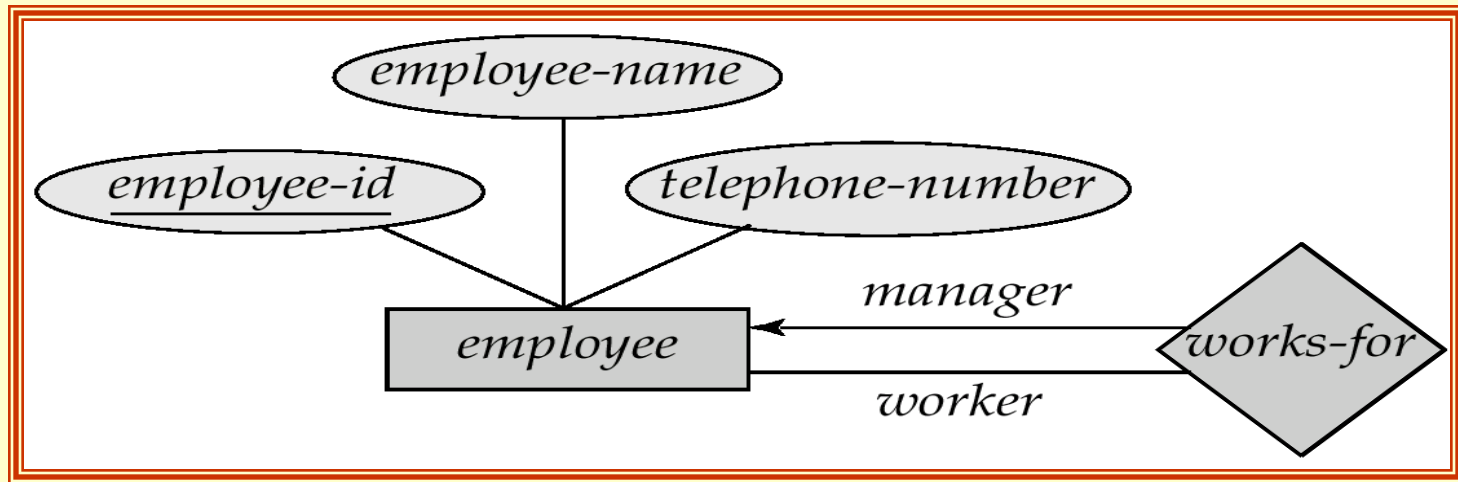 employee-name
employee-id
telephone-number
manager
employee
works-for
worker